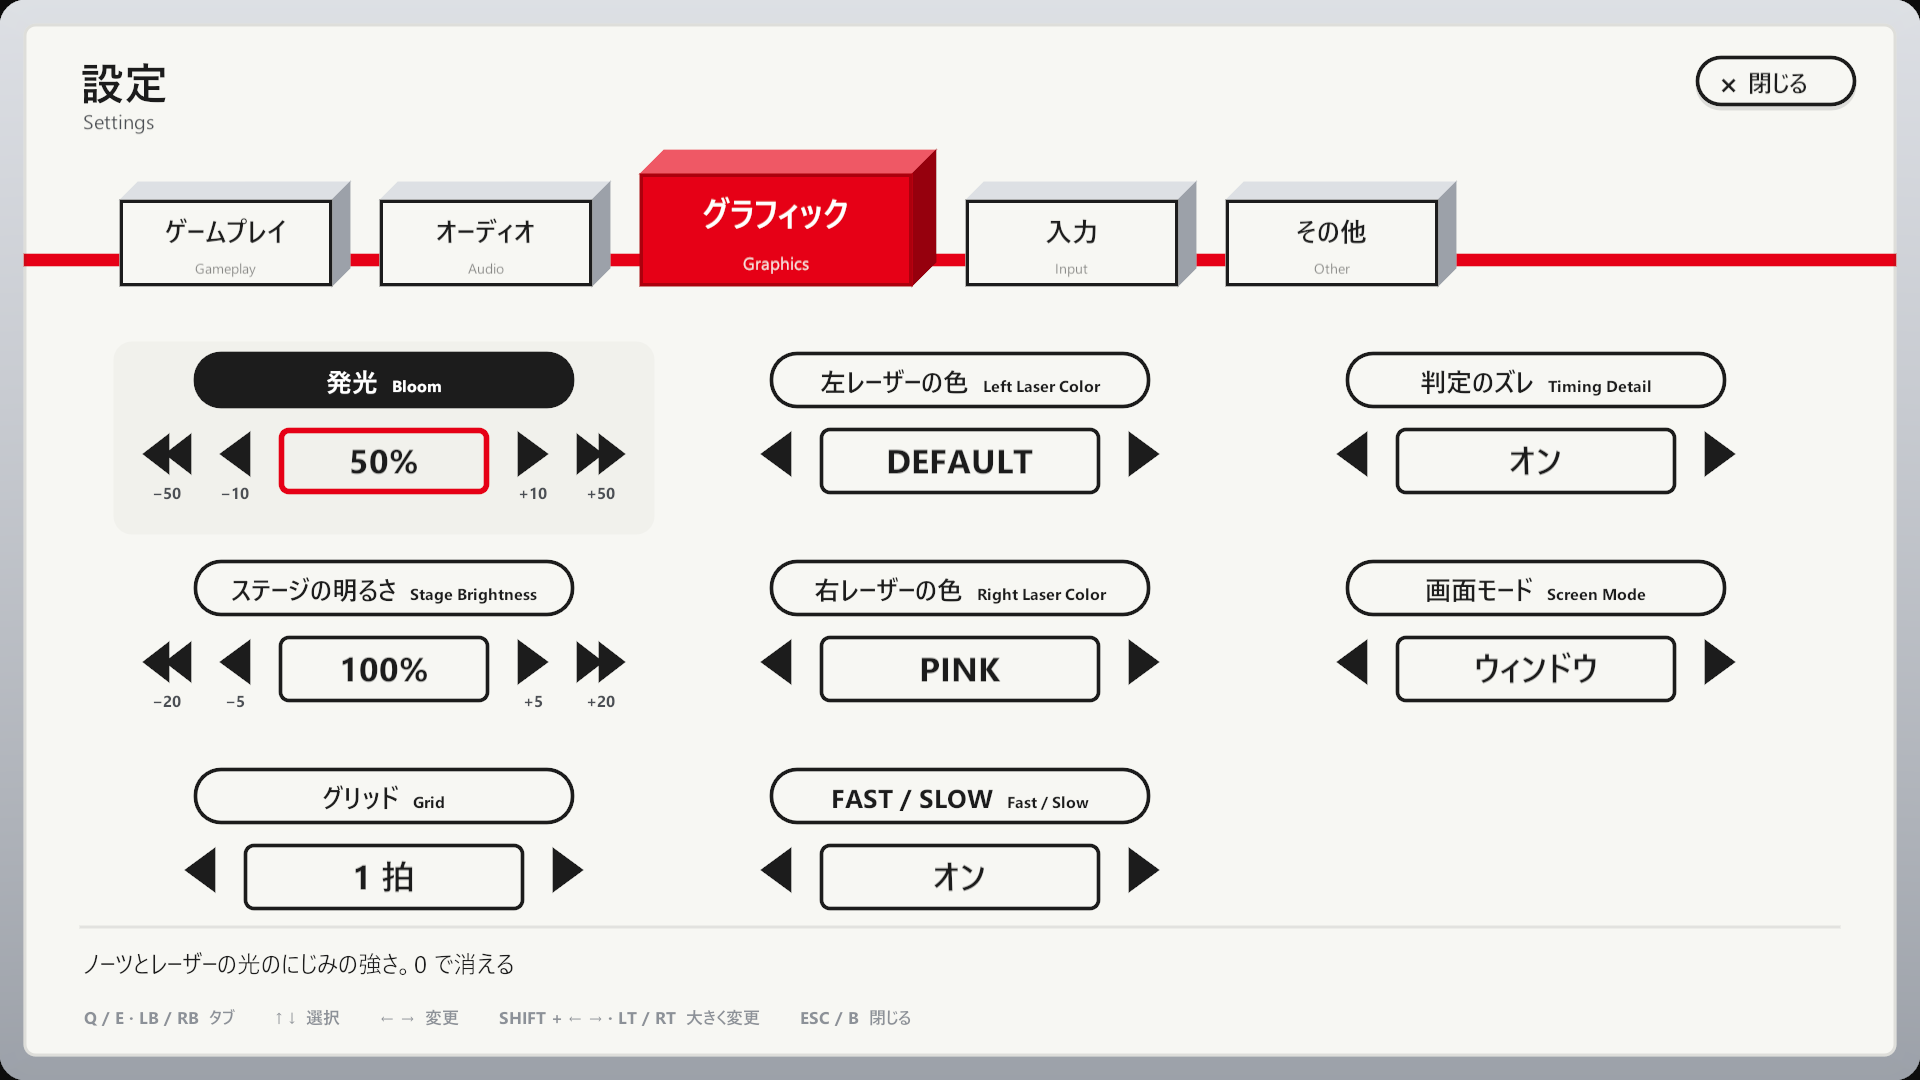 設定
Settings
× 閉じる
ゲームプレイ
Gameplay
オーディオ
Audio
グラフィック
Graphics
入力
Input
その他
Other
発光 Bloom
50%
−50 −10 +10 +50
左レーザーの色 Left Laser Color
DEFAULT
判定のズレ Timing Detail
オン
ステージの明るさ Stage Brightness
100%
−20 −5 +5 +20
右レーザーの色 Right Laser Color
PINK
画面モード Screen Mode
ウィンドウ
グリッド Grid
1 拍
FAST / SLOW Fast / Slow
オン
ノーツとレーザーの光のにじみの強さ。0 で消える
Q / E · LB / RB タブ ↑ ↓ 選択 ← → 変更 SHIFT + ← → · LT / RT 大きく変更 ESC / B 閉じる